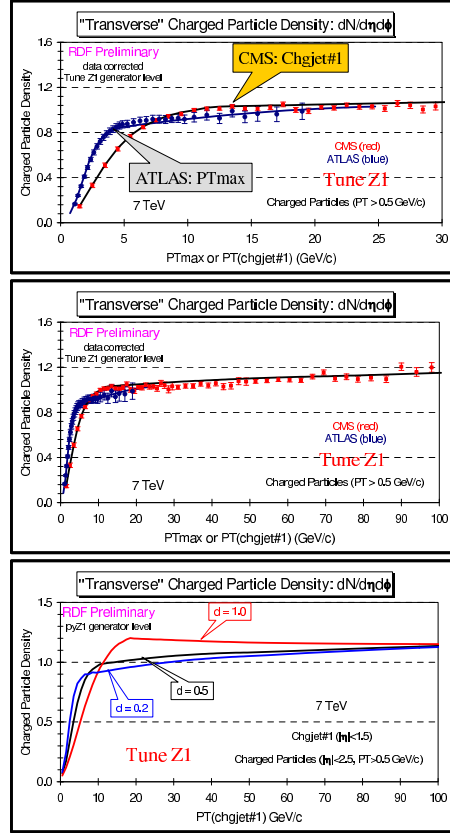 "Transverse" Charged Particle Density: dN/dηdϕ
RDF Preliminary
data corrected
Tune Z1 generator level
CMS: Chgjet#1
ATLAS: PTmax
CMS (red)
ATLAS (blue)
Tune Z1
7 TeV
Charged Particles (PT > 0.5 GeV/c)
Charged Particle Density
1.6
1.2
0.8
0.4
0.0
0 5 10 15 20 25 30
PTmax or PT(chgjet#1) (GeV/c)
"Transverse" Charged Particle Density: dN/dηdϕ
RDF Preliminary
data corrected
Tune Z1 generator level
CMS (red)
ATLAS (blue)
Tune Z1
7 TeV
Charged Particles (PT > 0.5 GeV/c)
Charged Particle Density
1.6
1.2
0.8
0.4
0.0
0 10 20 30 40 50 60 70 80 90 100
PTmax or PT(chgjet#1) (GeV/c)
"Transverse" Charged Particle Density: dN/dηdϕ
RDF Preliminary
pyZ1 generator level
d = 1.0
d = 0.5
d = 0.2
7 TeV
Chgjet#1 (|η|<1.5)
Tune Z1
Charged Particles (|η|<2.5, PT>0.5 GeV/c)
Charged Particle Density
1.5
1.0
0.5
0.0
0 10 20 30 40 50 60 70 80 90 100
PT(chgjet#1) GeV/c